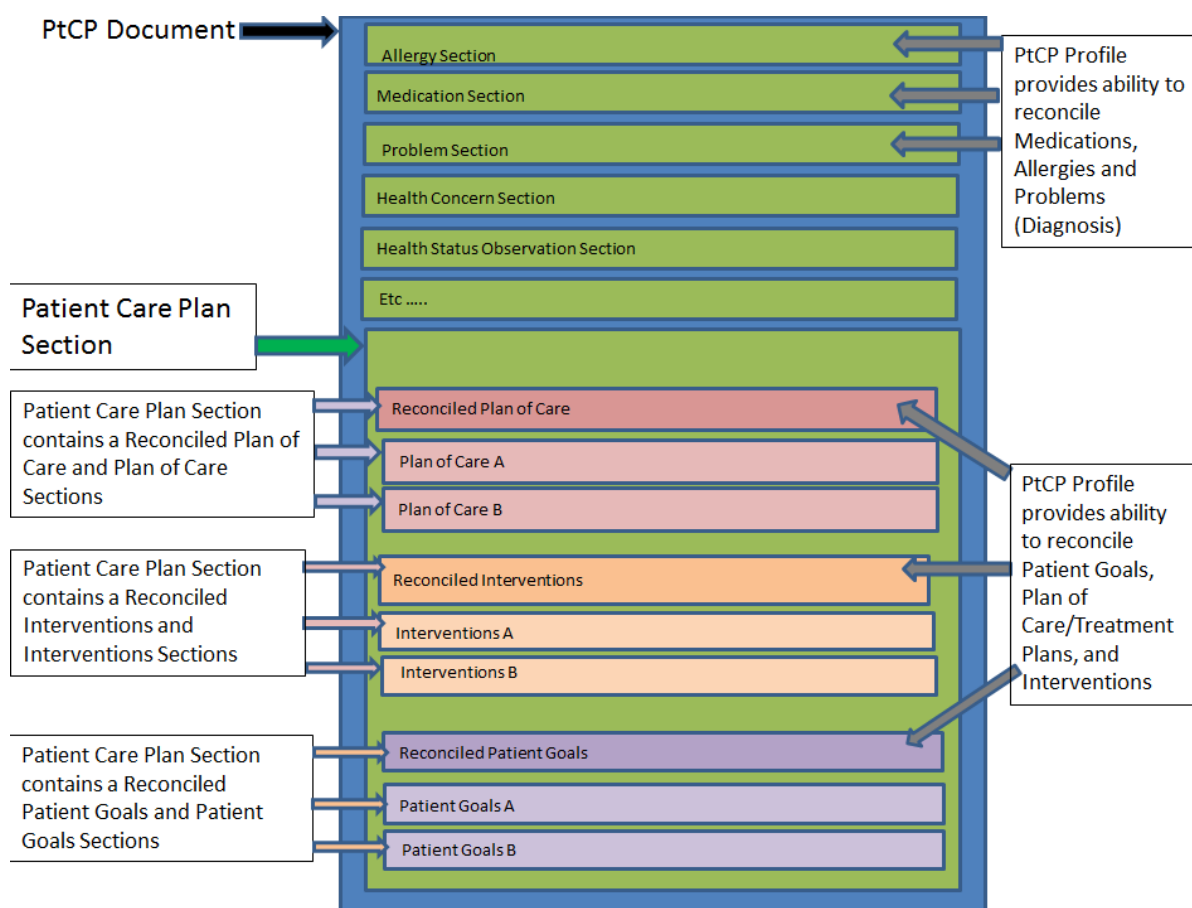 PtCP Document
Allergy Section
Medication Section
Problem Section
Health Concern Section
Health Status Observation Section
Etc .....
PtCP Profile
provides ability to
reconcile
Medications,
Allergies and
Problems
(Diagnosis)
Patient Care Plan
Section
Patient Care Plan Section
contains a Reconciled Plan of
Care and Plan of Care
Sections
Reconciled Plan of Care
Plan of Care A
Plan of Care B
Patient Care Plan Section
contains a Reconciled
Interventions and
Interventions Sections
Reconciled Interventions
Interventions A
Interventions B
PtCP Profile
provides ability
to reconcile
Patient Goals,
Plan of
Care/Treatment
Plans, and
Interventions
Patient Care Plan Section
contains a Reconciled
Patient Goals and Patient
Goals Sections
Reconciled Patient Goals
Patient Goals A
Patient Goals B